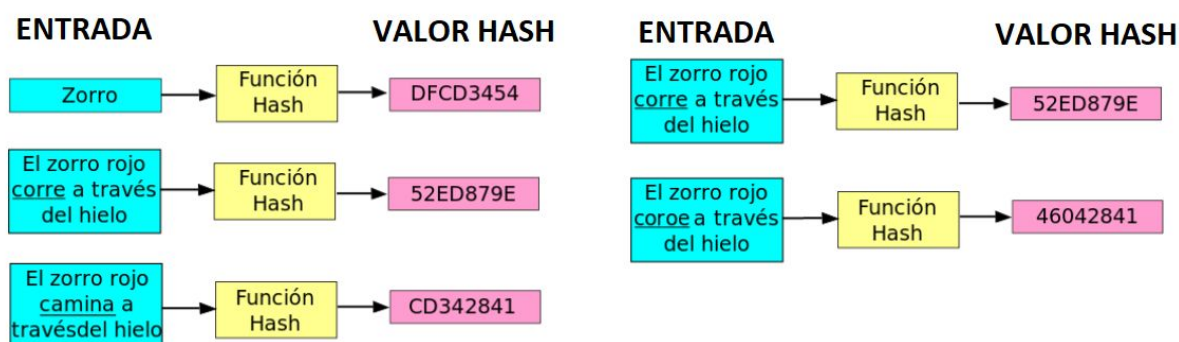 ENTRADA
VALOR HASH
Zorro
Función
Hash
DFCD3454
El zorro rojo
corre a través
del hielo
Función
Hash
52ED879E
El zorro rojo
camina a
travésdel hielo
Función
Hash
CD342841
ENTRADA
VALOR HASH
El zorro rojo
corre a través
del hielo
Función
Hash
52ED879E
El zorro rojo
coroe a través
del hielo
Función
Hash
46042841